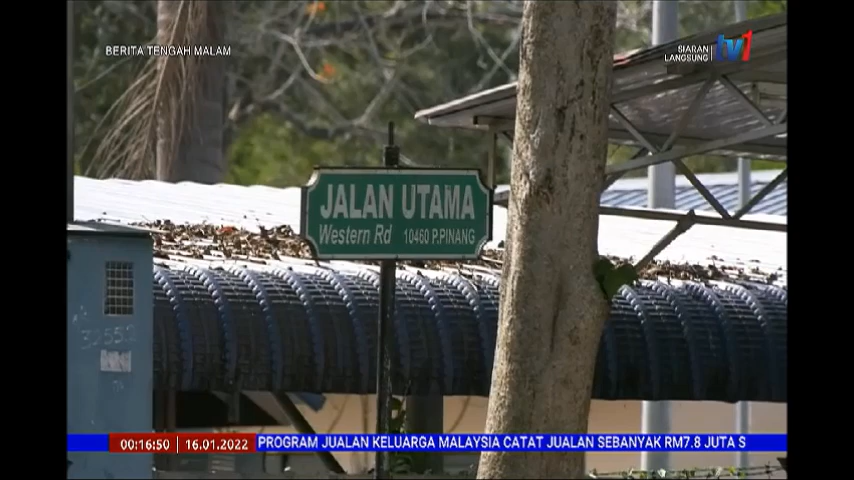 BERITA TENGAH MALAM
SIARAN
LANGSUNG
tv1
JALAN UTAMA
Western Rd 10460 P.PINANG
00:16:50 16.01.2022 PROGRAM JUALAN KELUARGA MALAYSIA CATAT JUALAN SEBANYAK RM7.8 JUTA S